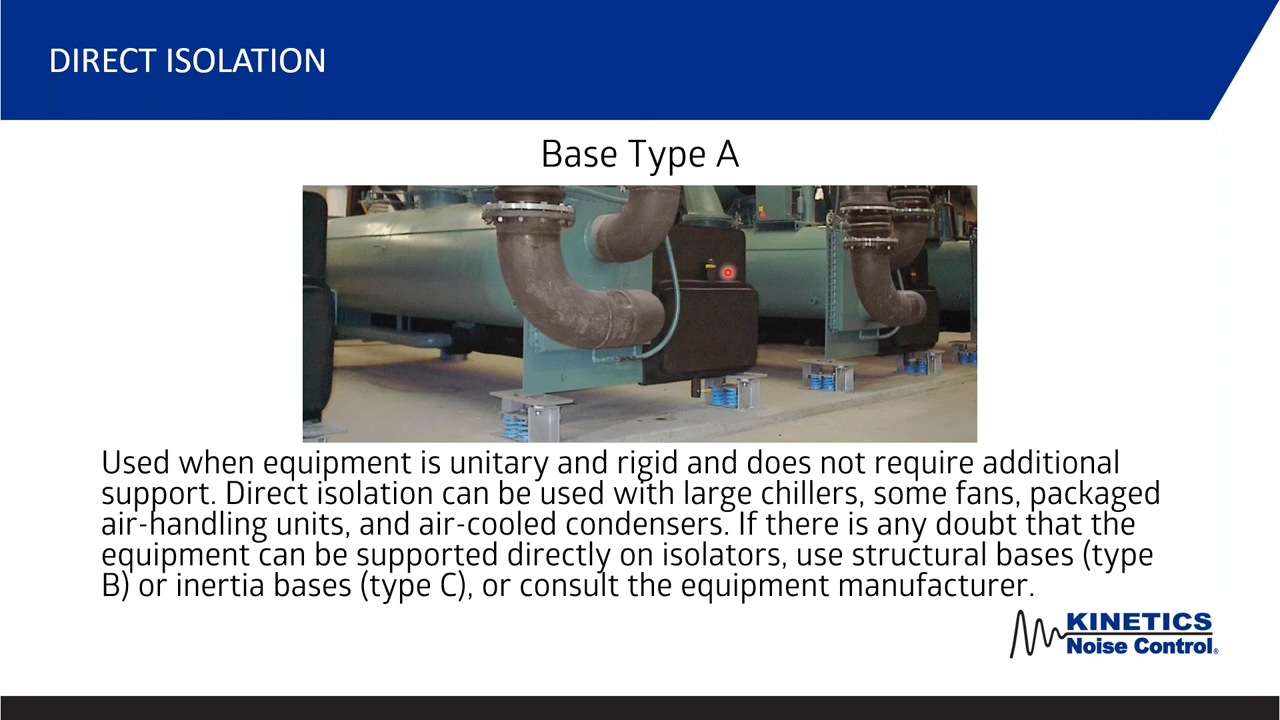 DIRECT ISOLATION
Base Type A
Used when equipment is unitary and rigid and does not require additional
support. Direct isolation can be used with large chillers, some fans, packaged
air-handling units, and air-cooled condensers. If there is any doubt that the
equipment can be supported directly on isolators, use structural bases (type
B) or inertia bases (type C), or consult the equipment manufacturer.
KINETICS
Noise Control®